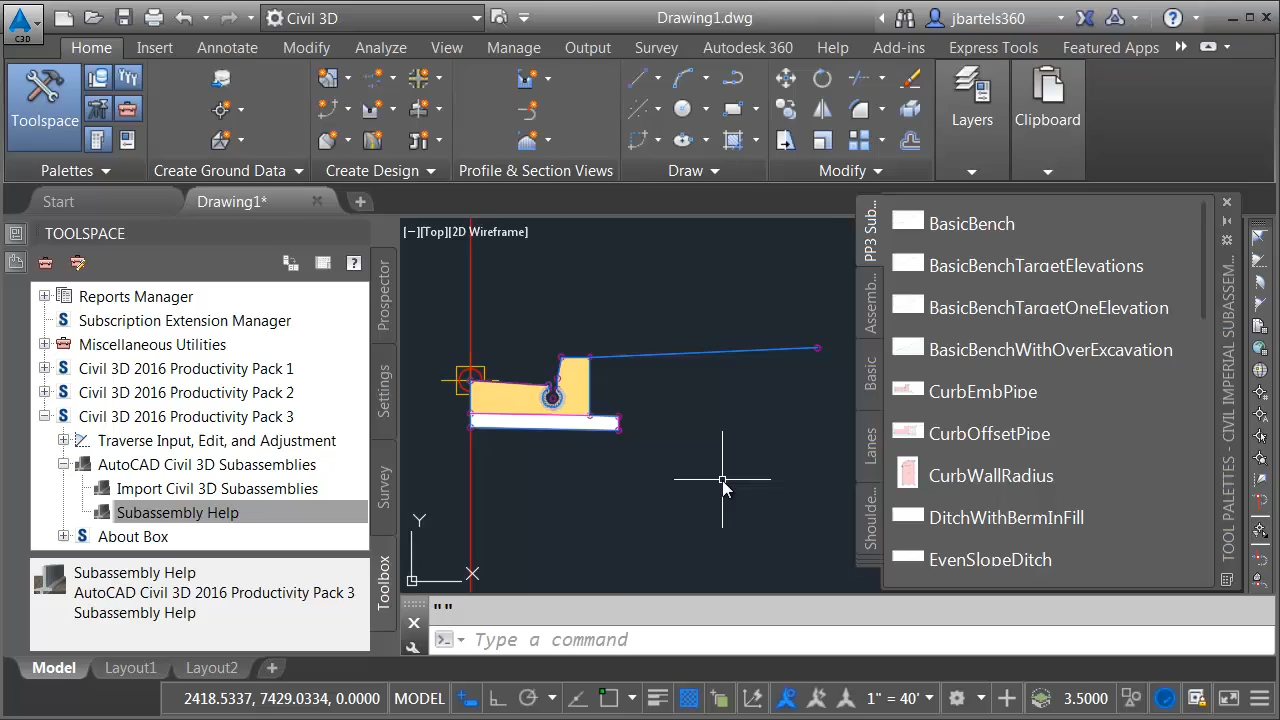 C3D
Civil 3D
Drawing1.dwg
jbartels360
Home Insert Annotate Modify Analyze View Manage Output Survey Autodesk 360 Help Add-ins Express Tools Featured Apps
Toolspace
Layers
Clipboard
Palettes
Create Ground Data
Create Design
Profile & Section Views
Draw
Modify
Start
Drawing1*
TOOLSPACE
Reports Manager
Subscription Extension Manager
Miscellaneous Utilities
Civil 3D 2016 Productivity Pack 1
Civil 3D 2016 Productivity Pack 2
Civil 3D 2016 Productivity Pack 3
Traverse Input, Edit, and Adjustment
AutoCAD Civil 3D Subassemblies
Import Civil 3D Subassemblies
Subassembly Help
About Box
Subassembly Help
AutoCAD Civil 3D 2016 Productivity Pack 3
Subassembly Help
Prospector
Settings
Survey
Toolbox
[−][Top][2D Wireframe]
Y
X
PP3 Sub...
Assemb...
Basic
Lanes
Shoulde...
BasicBench
BasicBenchTargetElevations
BasicBenchTargetOneElevation
BasicBenchWithOverExcavation
CurbEmbPipe
CurbOffsetPipe
CurbWallRadius
DitchWithBermInFill
EvenSlopeDitch
TOOL PALETTES - CIVIL IMPERIAL SUBASSEM...
""
Type a command
Model Layout1 Layout2
2418.5337, 7429.0334, 0.0000 MODEL 1" = 40' 3.5000